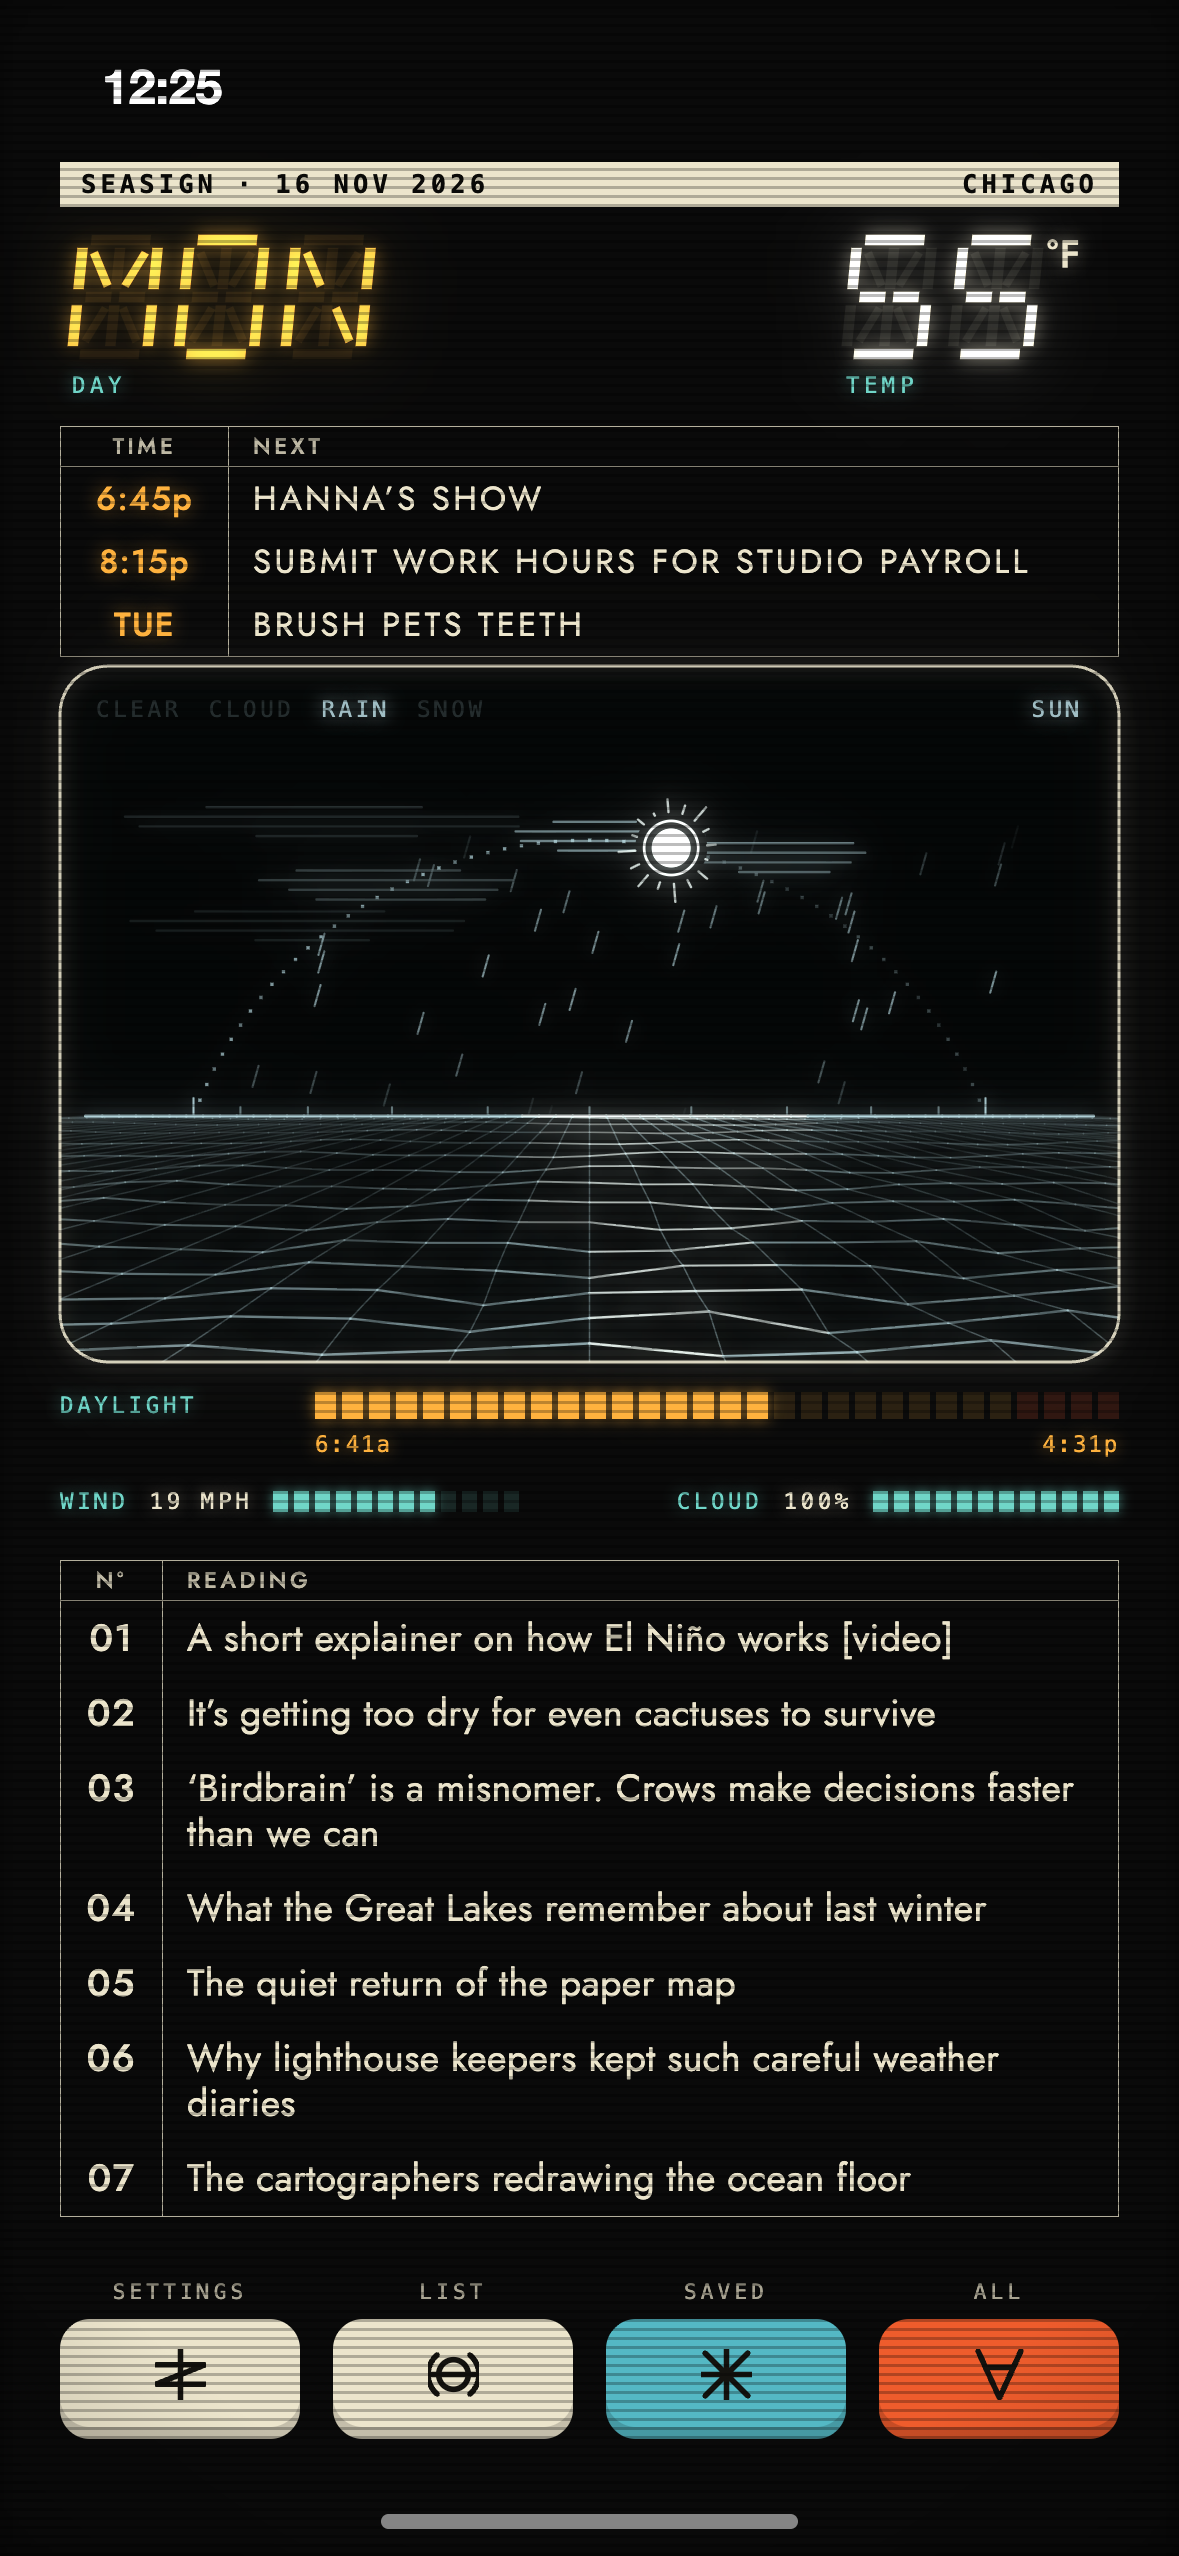 12:25
SEASIGN · 16 NOV 2026
CHICAGO
MON
55 °F
DAY
TEMP
TIME NEXT
6:45p HANNA’S SHOW
8:15p SUBMIT WORK HOURS FOR STUDIO PAYROLL
TUE BRUSH PETS TEETH
CLEAR CLOUD RAIN SNOW
SUN
DAYLIGHT
6:41a
4:31p
WIND 19 MPH
CLOUD 100%
N° READING
01 A short explainer on how El Niño works [video]
02 It’s getting too dry for even cactuses to survive
03 ‘Birdbrain’ is a misnomer. Crows make decisions faster
than we can
04 What the Great Lakes remember about last winter
05 The quiet return of the paper map
06 Why lighthouse keepers kept such careful weather
diaries
07 The cartographers redrawing the ocean floor
SETTINGS
LIST
SAVED
ALL